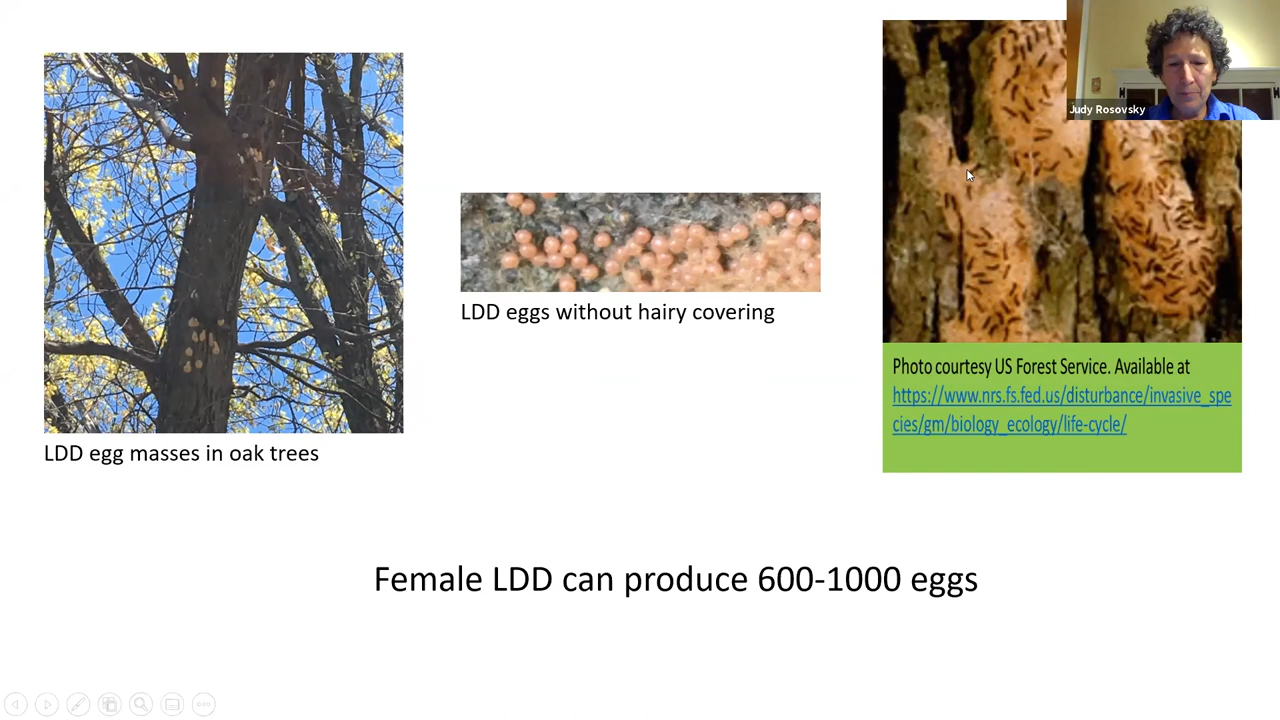 Judy Rosovsky
LDD eggs without hairy covering
Photo courtesy US Forest Service. Available at
https://www.nrs.fs.fed.us/disturbance/invasive_spe
cies/gm/biology_ecology/life-cycle/
LDD egg masses in oak trees
Female LDD can produce 600-1000 eggs